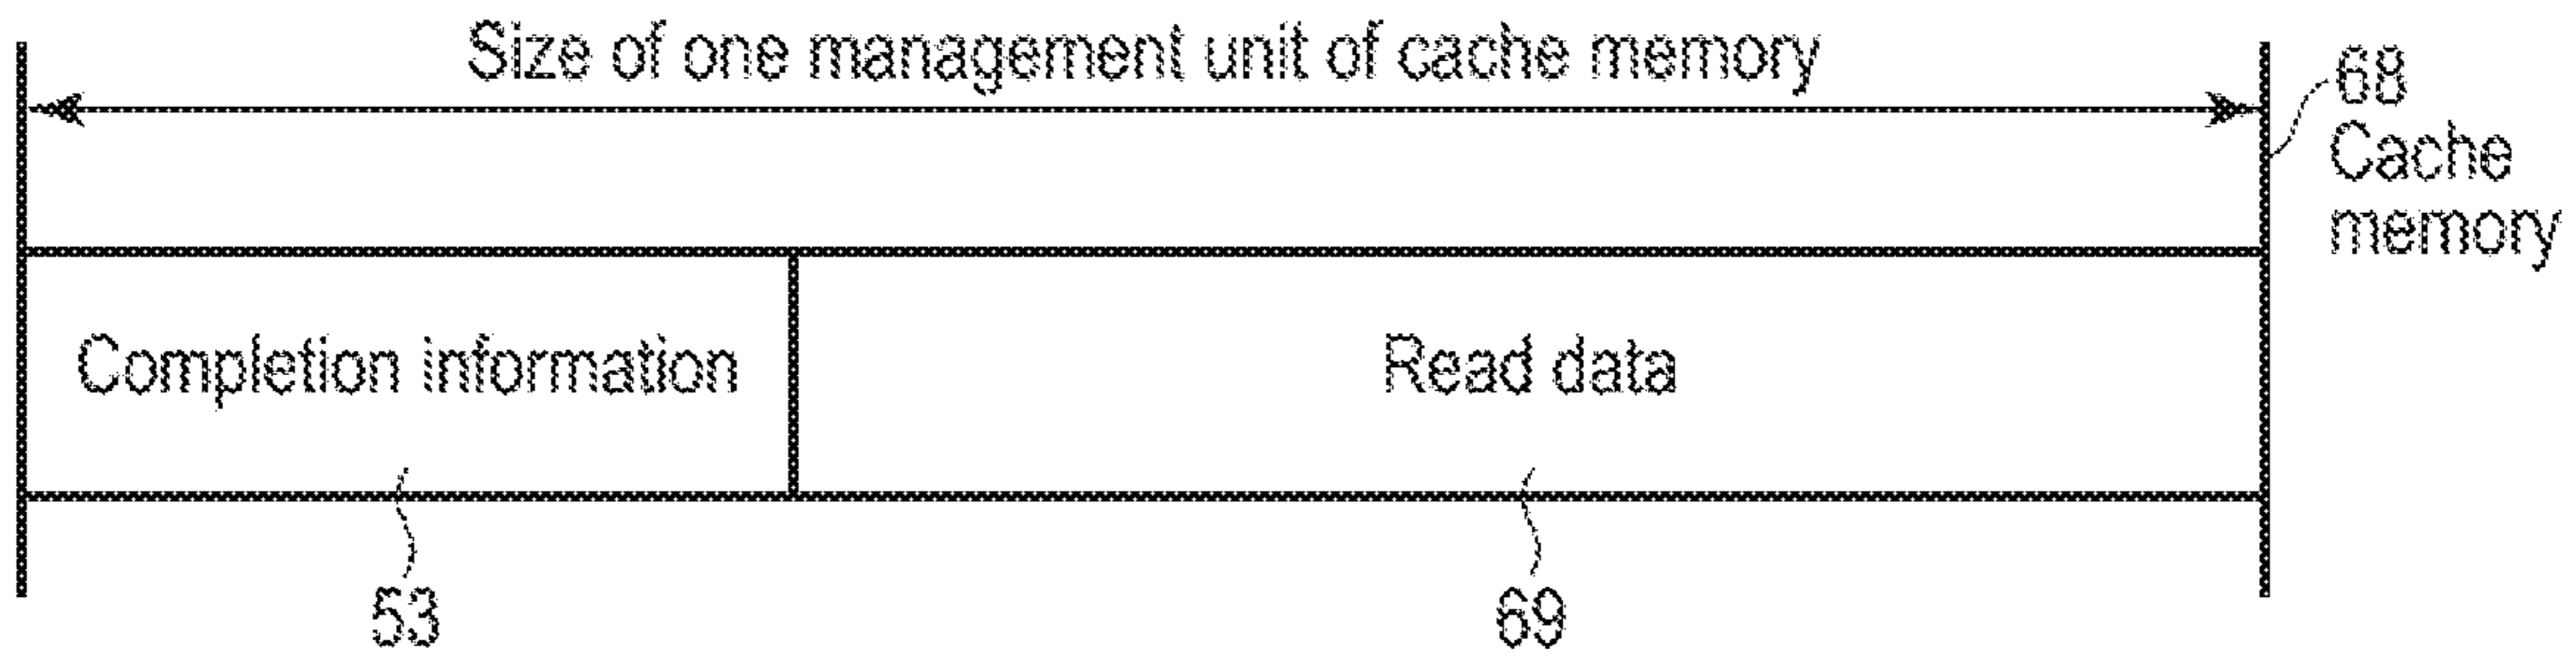 Size of one management unit of cache memory
68
Cache
memory
Completion information
Read data
53
69